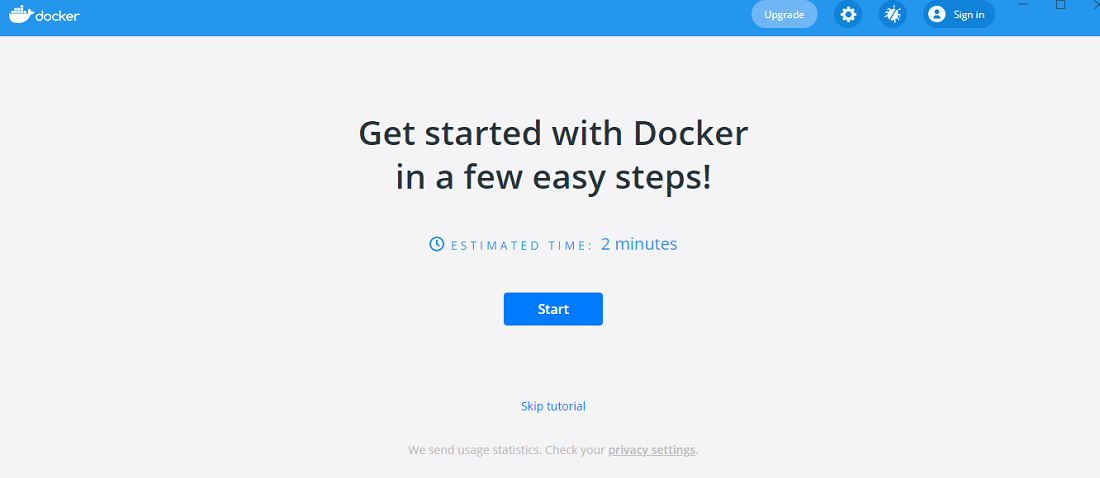 docker
Upgrade
Sign in
Get started with Docker
in a few easy steps!
ESTIMATED TIME: 2 minutes
Start
Skip tutorial
We send usage statistics. Check your privacy settings.